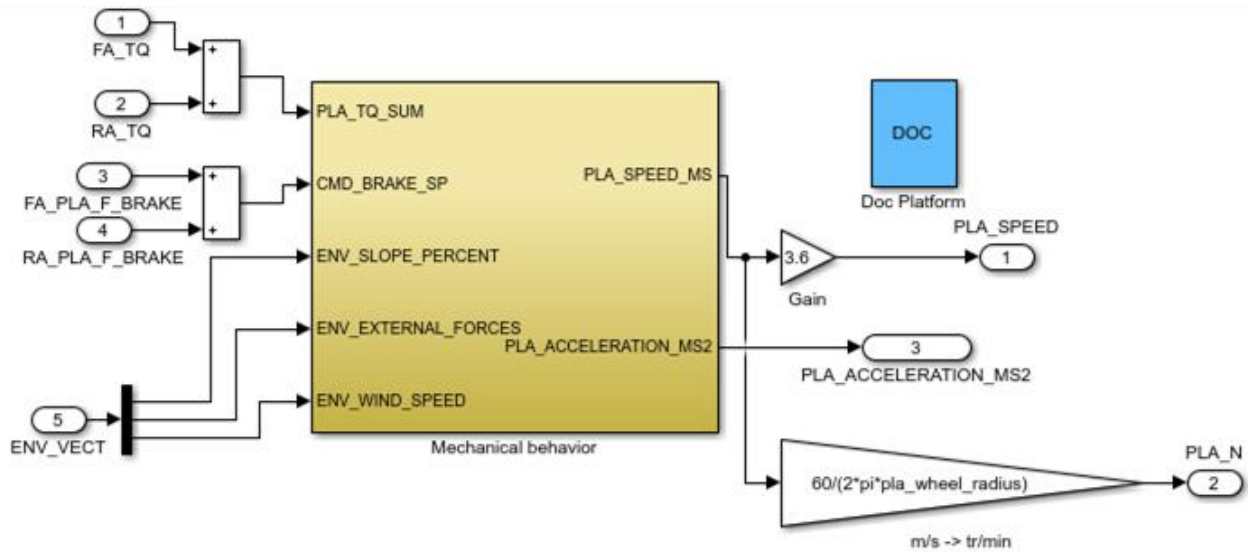 1
FA_TQ
2
RA_TQ
+
+
3
FA_PLA_F_BRAKE
4
RA_PLA_F_BRAKE
+
+
5
ENV_VECT
PLA_TQ_SUM
CMD_BRAKE_SP
ENV_SLOPE_PERCENT
ENV_EXTERNAL_FORCES
ENV_WIND_SPEED
PLA_SPEED_MS
PLA_ACCELERATION_MS2
Mechanical behavior
DOC
Doc Platform
3.6
Gain
PLA_SPEED
1
3
PLA_ACCELERATION_MS2
60/(2*pi*pla_wheel_radius)
m/s -> tr/min
PLA_N
2